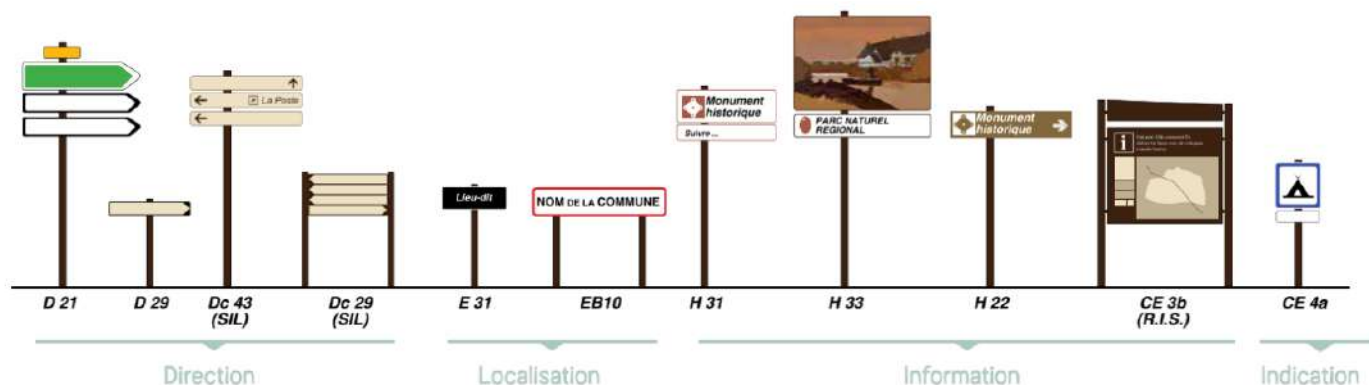 La Poste
Monument
historique
Suivre ...
PARC NATUREL
REGIONAL
Monument
historique
i
Lieu-dit
NOM DE LA COMMUNE
D 21
D 29
Dc 43
(SIL)
Dc 29
(SIL)
E 31
EB10
H 31
H 33
H 22
CE 3b
(R.I.S.)
CE 4a
Direction
Localisation
Information
Indication